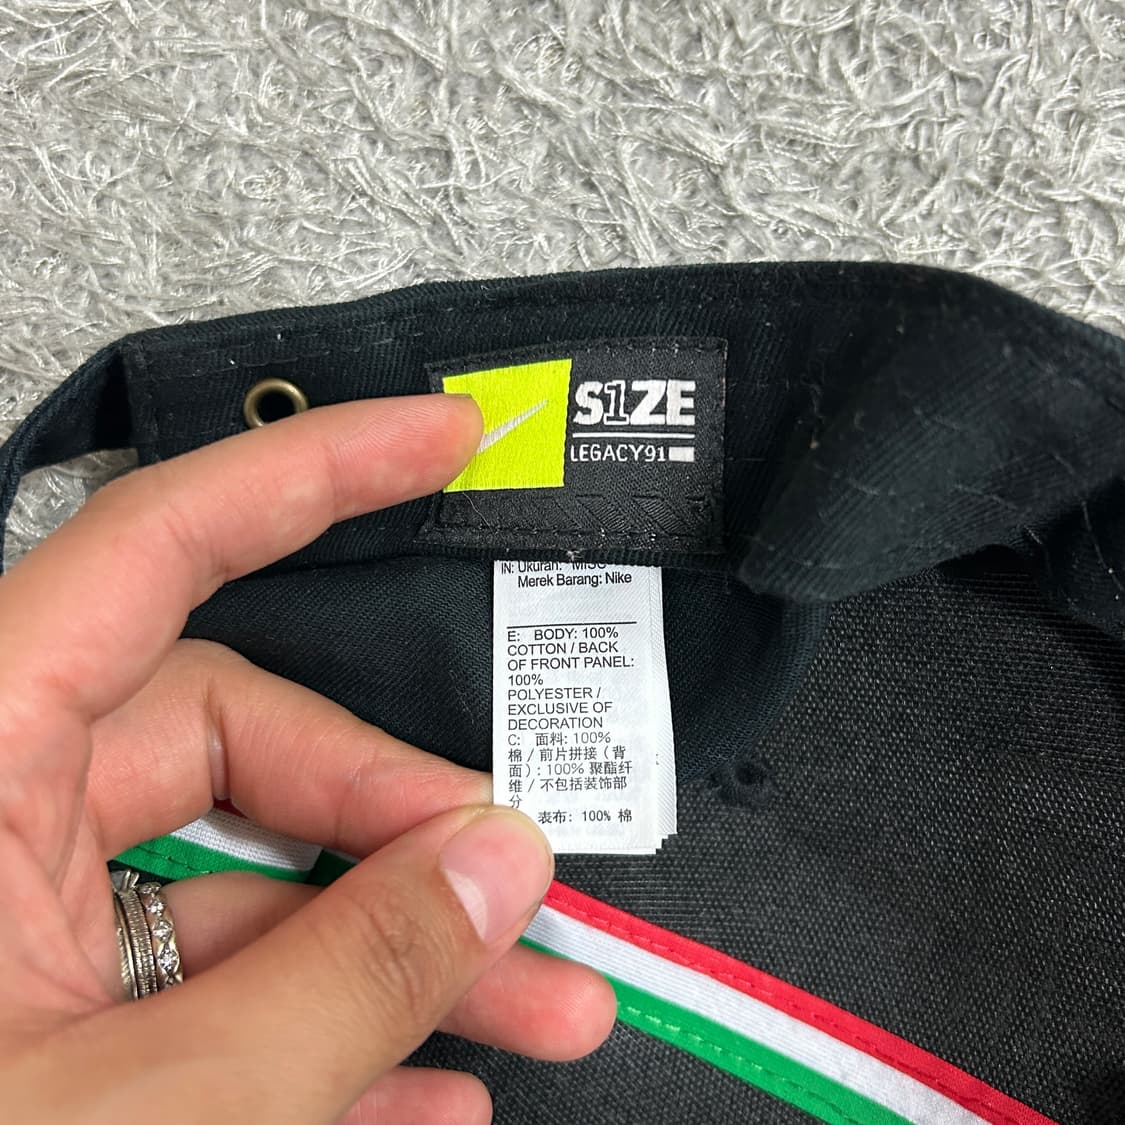 S1ZE
LEGACY91
IN: Ukuran: MISC
Merek Barang: Nike
E: BODY: 100%
COTTON / BACK
OF FRONT PANEL:
100%
POLYESTER /
EXCLUSIVE OF
DECORATION
C: 面料: 100%
棉 / 前片拼接（背
面）: 100% 聚酯纤
维 / 不包括装饰部
分
表布: 100% 棉